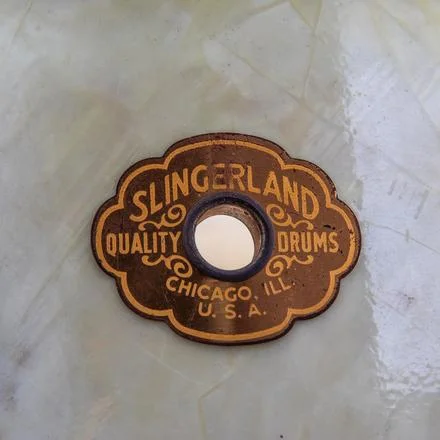 SLINGERLAND
QUALITY DRUMS
CHICAGO, ILL.
U. S. A.